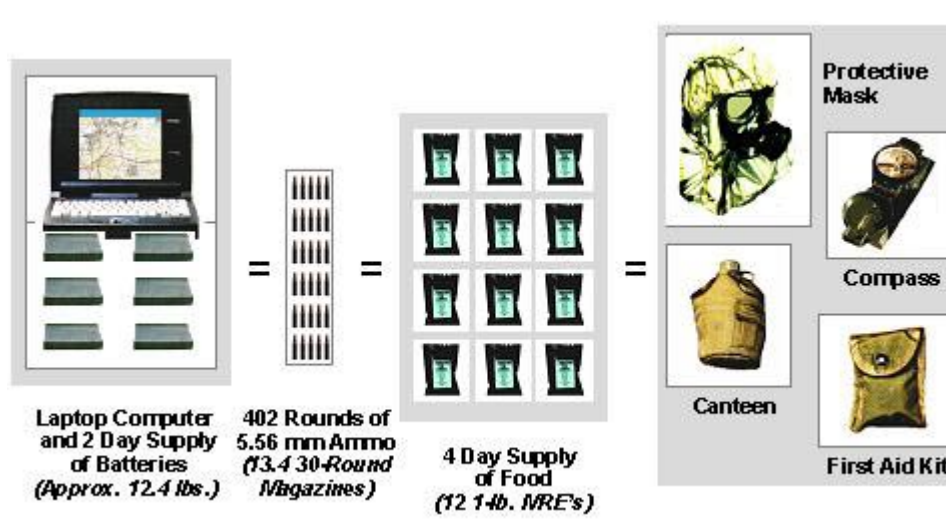 Protective
Mask
Compass
Canteen
First Aid Kit
=
=
=
Laptop Computer
and 2 Day Supply
of Batteries
(Approx. 12.4 lbs.)
402 Rounds of
5.56 mm Ammo
(13.4 30-Round
Magazines)
4 Day Supply
of Food
(12 1-lb. MRE's)